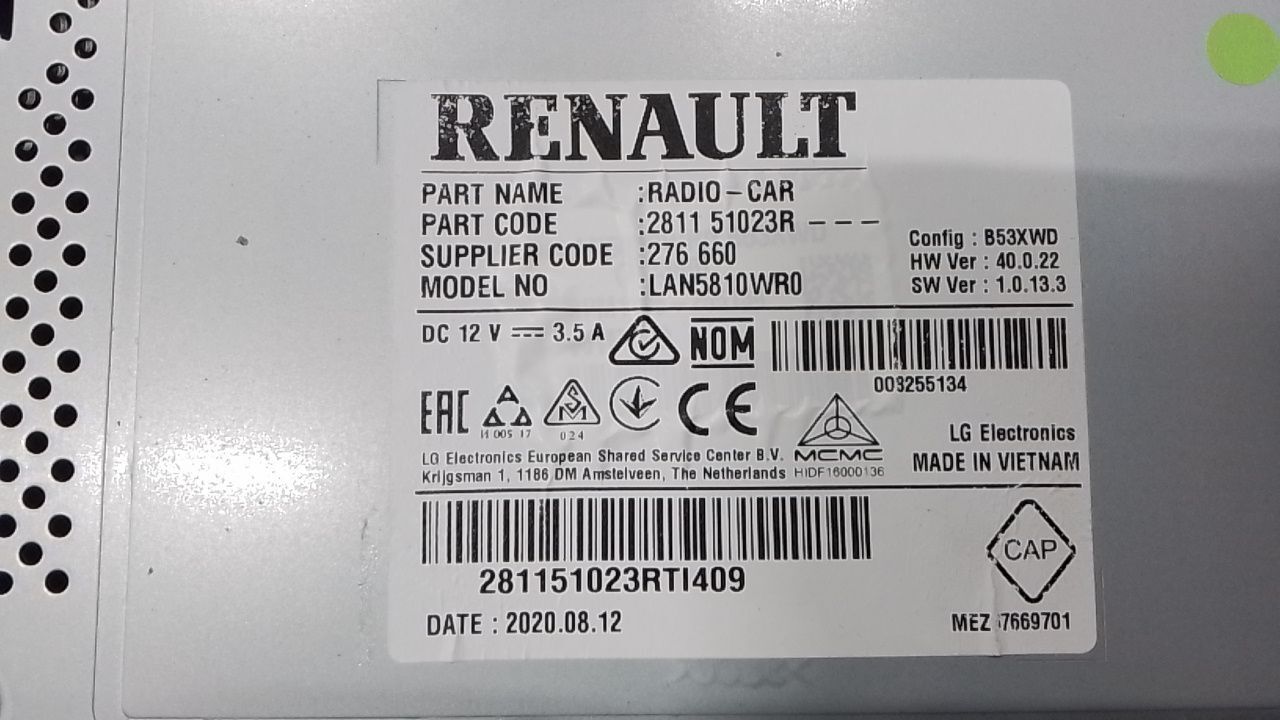 RENAULT
PART NAME :RADIO-CAR
PART CODE :2811 51023R - - -
SUPPLIER CODE :276 660
MODEL NO :LAN5810WR0
Config : B53XWD
HW Ver : 40.0.22
SW Ver : 1.0.13.3
DC 12 V 3.5 A
NOM
003255134
EAC
024
CE
MCMC
HIDF16000136
LG Electronics
MADE IN VIETNAM
LG Electronics European Shared Service Center B.V.
Krijgsman 1, 1186 DM Amstelveen, The Netherlands
281151023RTI409
CAP
DATE : 2020.08.12
MEZ 67669701